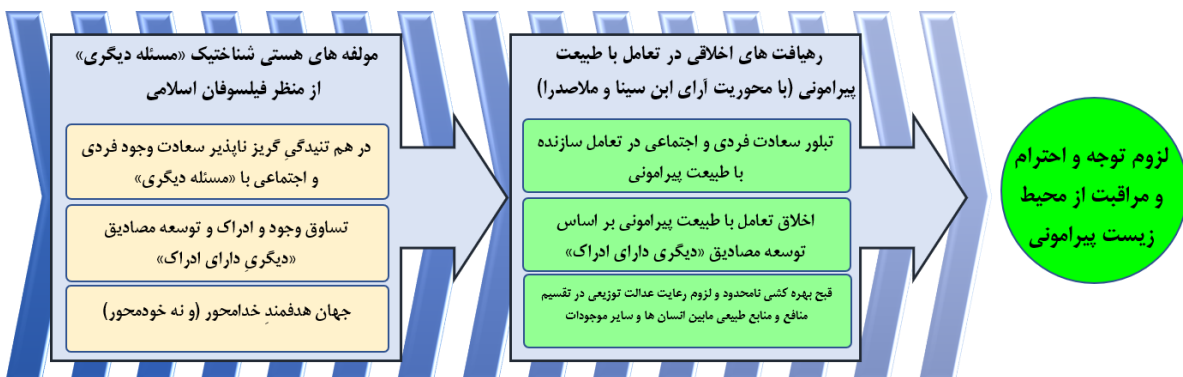 مولفه های هستی شناختیک «مسئله دیگری»
از منظر فیلسوفان اسلامی
در هم تنیدگیِ گریز ناپذیر سعادت وجود فردی
و اجتماعی با «مسئله دیگری»
تساوق وجود و ادراک و توسعه مصادیق
«دیگریِ دارای ادراک»
جهان هدفمندِ خدامحور (و نه خودمحور)
رهیافت های اخلاقی در تعامل با طبیعت
پیرامونی (با محوریت آرای ابن سینا و ملاصدرا)
تبلور سعادت فردی و اجتماعی در تعامل سازنده
با طبیعت پیرامونی
اخلاق تعامل با طبیعت پیرامونی بر اساس
توسعه مصادیق «دیگری دارای ادراک»
قبح بهره کشی نامحدود و لزوم رعایت عدالت توزیعی در تقسیم
منافع و منابع طبیعی مابین انسان ها و سایر موجودات
لزوم توجه و احترام
و مراقبت از محیط
زیست پیرامونی